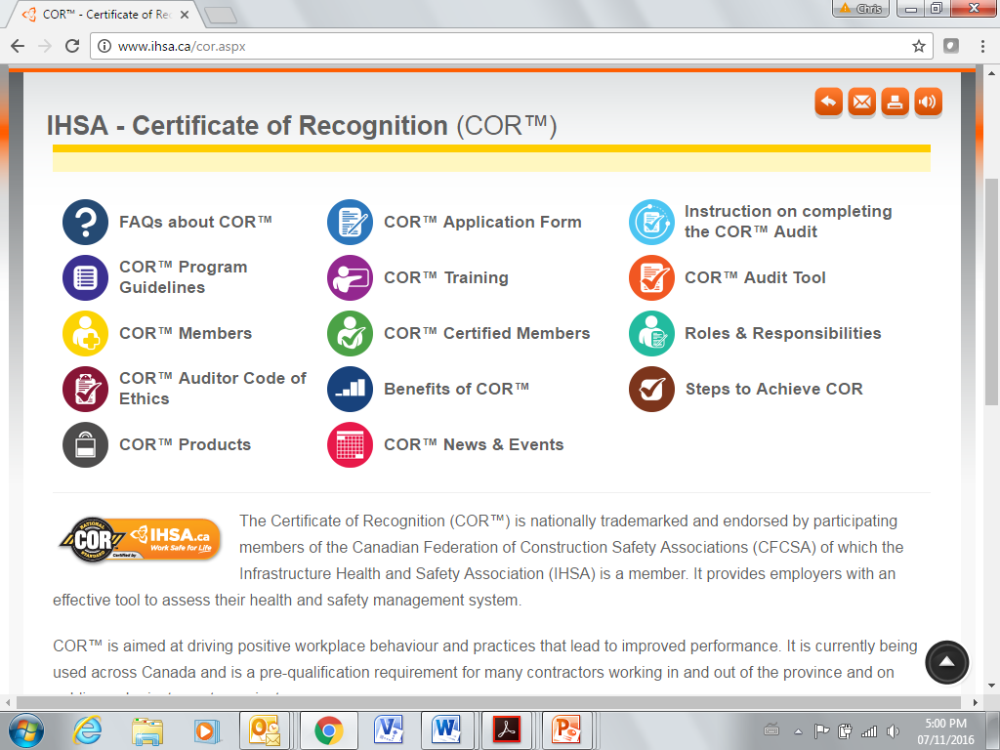 COR™ - Certificate of Rec
Chris
www.ihsa.ca/cor.aspx
IHSA - Certificate of Recognition (COR™)
FAQs about COR™
COR™ Application Form
Instruction on completing
the COR™ Audit
COR™ Program
Guidelines
COR™ Training
COR™ Audit Tool
COR™ Members
COR™ Certified Members
Roles & Responsibilities
COR™ Auditor Code of
Ethics
Benefits of COR™
Steps to Achieve COR
COR™ Products
COR™ News & Events
NATIONAL
COR
STANDARD
Certified by
IHSA.ca
Work Safe for Life
The Certificate of Recognition (COR™) is nationally trademarked and endorsed by participating
members of the Canadian Federation of Construction Safety Associations (CFCSA) of which the
Infrastructure Health and Safety Association (IHSA) is a member. It provides employers with an
effective tool to assess their health and safety management system.
COR™ is aimed at driving positive workplace behaviour and practices that lead to improved performance. It is currently being
used across Canada and is a pre-qualification requirement for many contractors working in and out of the province and on
5:00 PM
07/11/2016